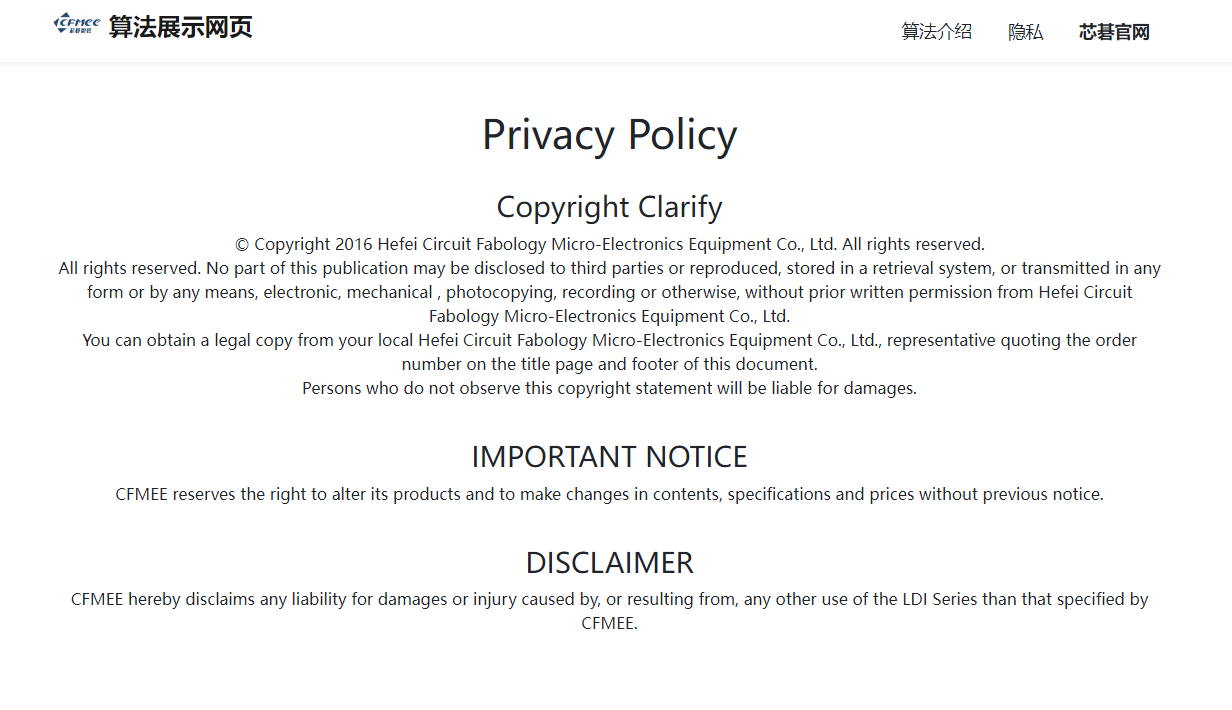 CFMEE
算法展示网页
算法介绍 隐私 芯碁官网
Privacy Policy
Copyright Clarify
© Copyright 2016 Hefei Circuit Fabology Micro-Electronics Equipment Co., Ltd. All rights reserved.
All rights reserved. No part of this publication may be disclosed to third parties or reproduced, stored in a retrieval system, or transmitted in any
form or by any means, electronic, mechanical , photocopying, recording or otherwise, without prior written permission from Hefei Circuit
Fabology Micro-Electronics Equipment Co., Ltd.
You can obtain a legal copy from your local Hefei Circuit Fabology Micro-Electronics Equipment Co., Ltd., representative quoting the order
number on the title page and footer of this document.
Persons who do not observe this copyright statement will be liable for damages.
IMPORTANT NOTICE
CFMEE reserves the right to alter its products and to make changes in contents, specifications and prices without previous notice.
DISCLAIMER
CFMEE hereby disclaims any liability for damages or injury caused by, or resulting from, any other use of the LDI Series than that specified by
CFMEE.